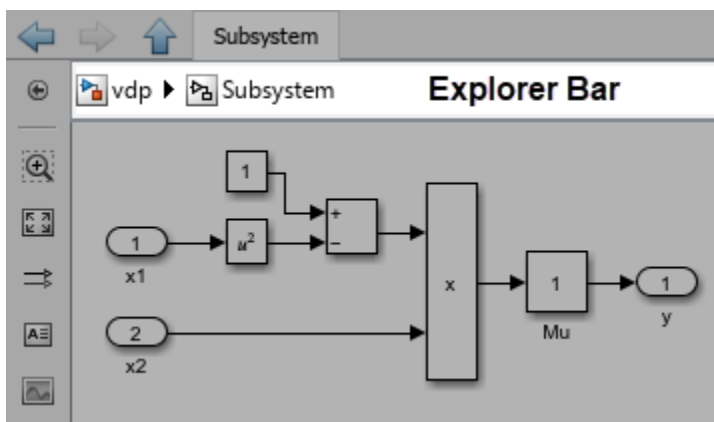 Subsystem
vdp Subsystem Explorer Bar
1
+
1 u² −
x1
x 1 1
Mu y
2
x2